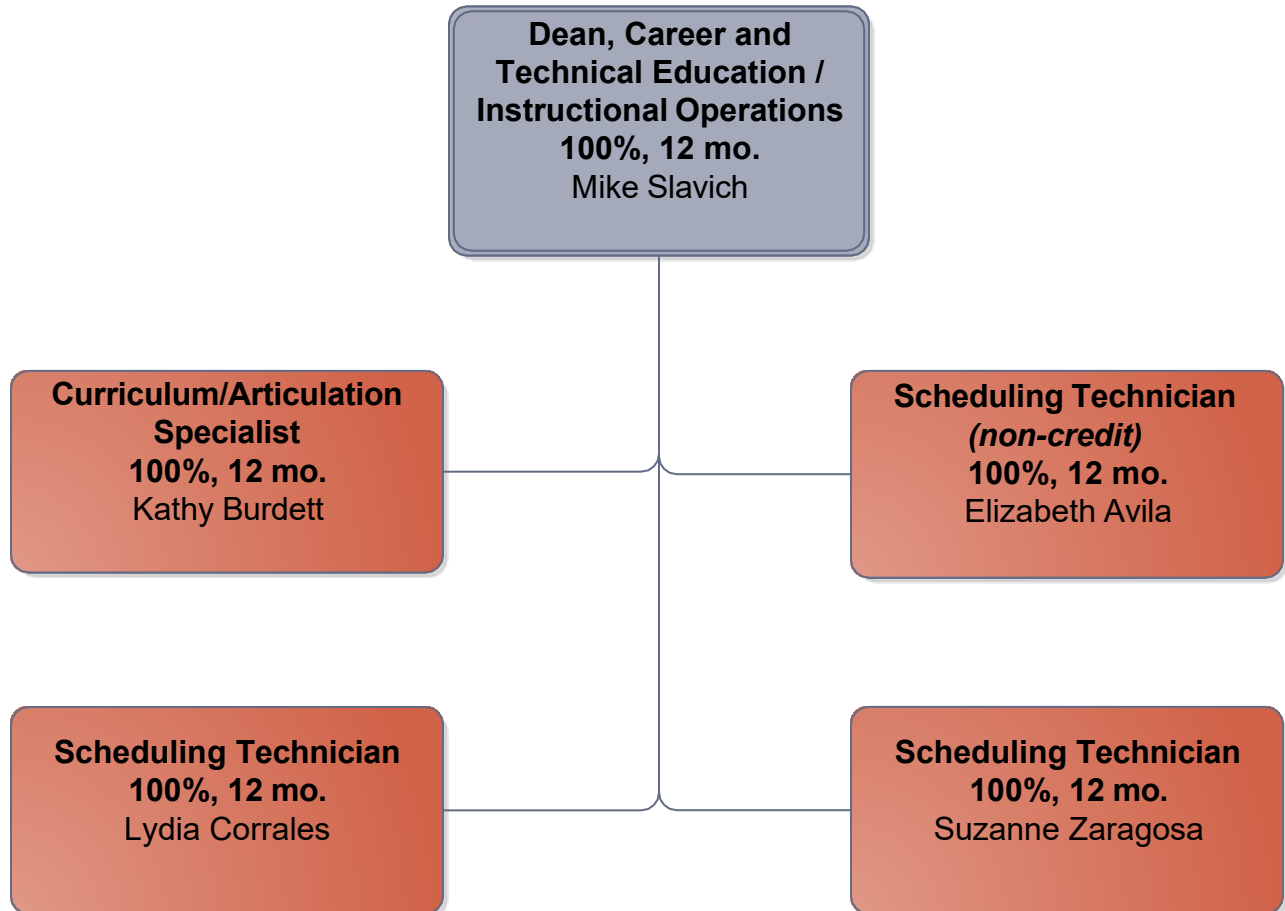 Dean, Career and
Technical Education /
Instructional Operations
100%, 12 mo.
Mike Slavich
Curriculum/Articulation
Specialist
100%, 12 mo.
Kathy Burdett
Scheduling Technician
(non-credit)
100%, 12 mo.
Elizabeth Avila
Scheduling Technician
100%, 12 mo.
Lydia Corrales
Scheduling Technician
100%, 12 mo.
Suzanne Zaragosa